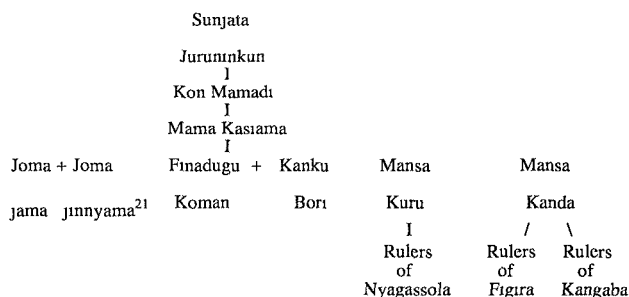 Sunjata
Jurunınkun
I
Kon Mamadı
I
Mama Kasıama
I
Joma + Joma Fınadugu + Kanku Mansa Mansa
jama jınnyama21 Koman Borı Kuru Kanda
I / \
Rulers Rulers Rulers
of of of
Nyagassola Figıra Kangaba